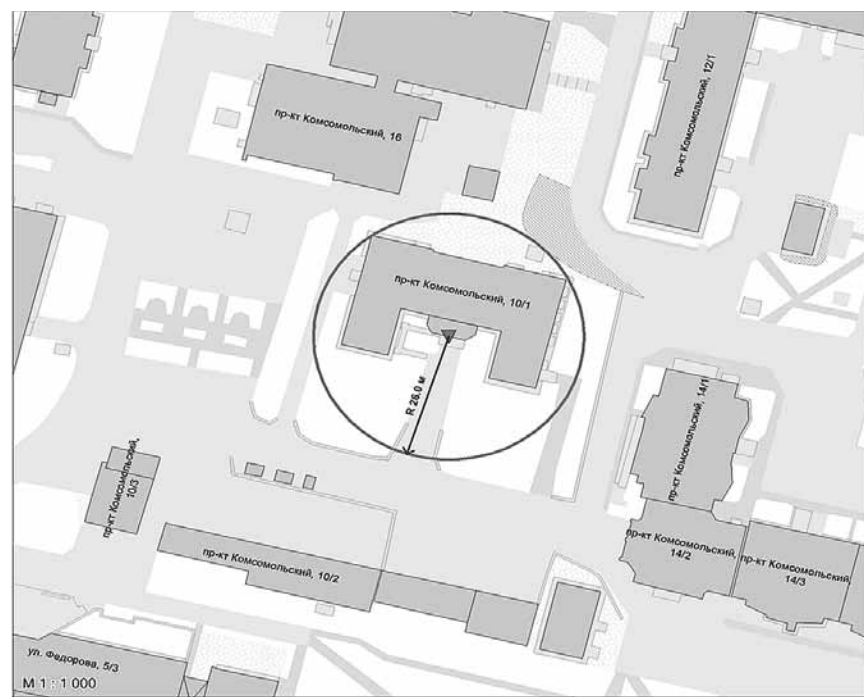 пр-кт Комсомольский, 12/1
пр-кт Комсомольский, 16
пр-кт Комсомольский, 10/1
R 26.0 м
пр-кт Комсомольский, 14/1
пр-кт Комсомольский,
10/3
пр-кт Комсомольский, 10/2
пр-кт Комсомольский,
14/2
пр-кт Комсомольский,
14/3
ул. Федорова, 5/3
М 1 : 1 000